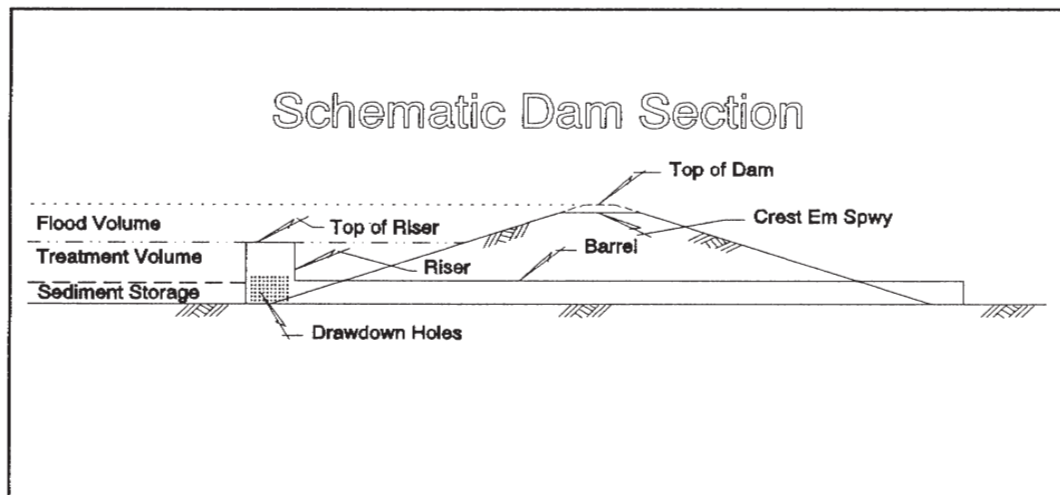 Schematic Dam Section
Top of Dam
Flood Volume
Top of Riser
Crest Em Spwy
Treatment Volume
Riser
Barrel
Sediment Storage
Drawdown Holes